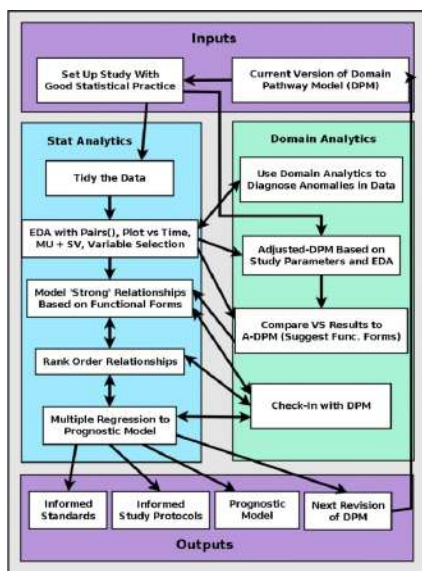 Inputs
Set Up Study With
Good Statistical Practice
Current Version of Domain
Pathway Model (DPM)
Stat Analytics
Tidy the Data
EDA with Pairs(), Plot vs Time,
MU + SV, Variable Selection
Model 'Strong' Relationships
Based on Functional Forms
Rank Order Relationships
Multiple Regression to
Prognostic Model
Domain Analytics
Use Domain Analytics to
Diagnose Anomalies in Data
Adjusted-DPM Based on
Study Parameters and EDA
Compare VS Results to
A-DPM (Suggest Func. Forms)
Check-In with DPM
Informed
Standards
Informed
Study Protocols
Prognostic
Model
Next Revision
of DPM
Outputs